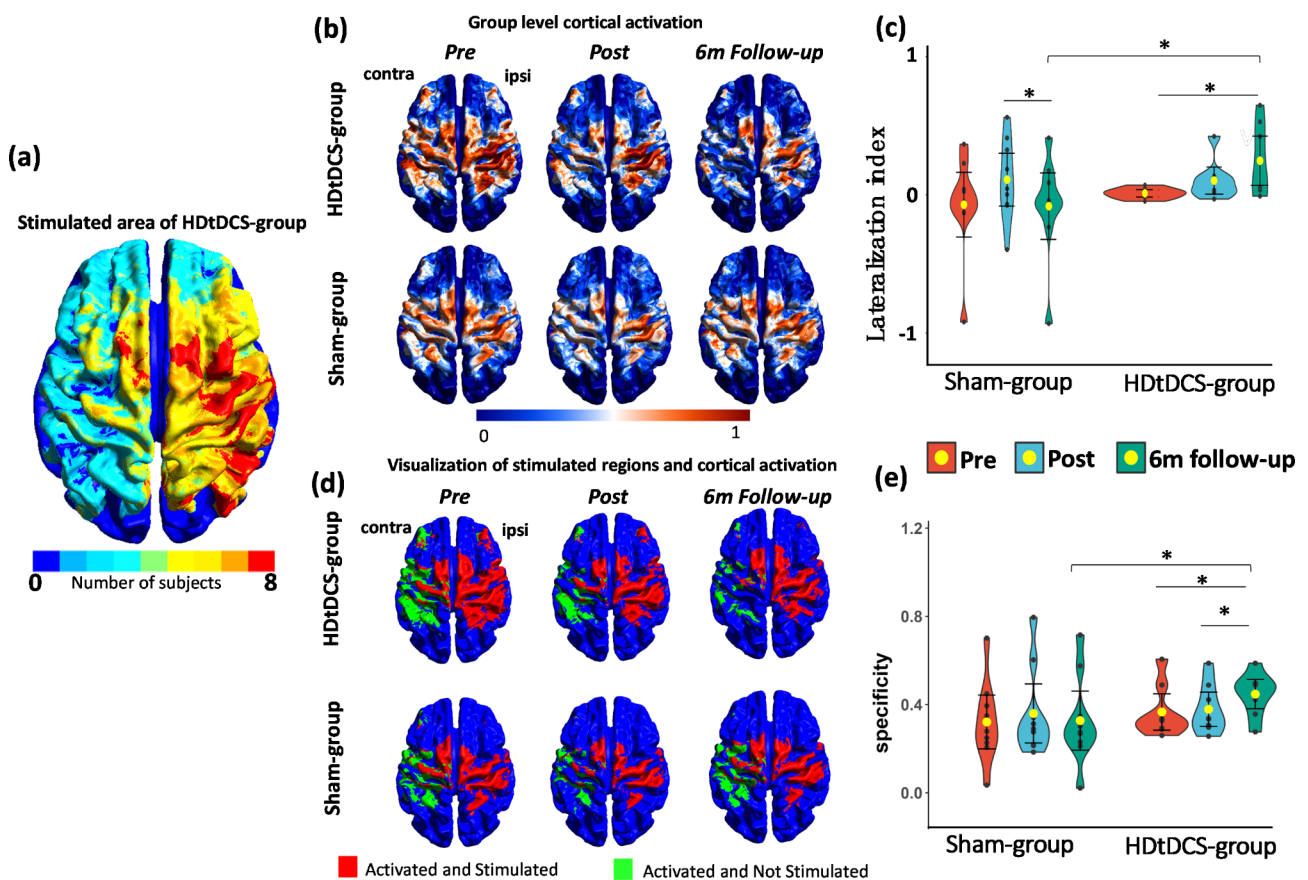 (a)
Stimulated area of HDtDCS-group
0
Number of subjects
8
(b)
Group level cortical activation
Pre
Post
6m Follow-up
contra
ipsi
HDtDCS-group
Sham-group
0
1
(c)
1
0
-1
Lateralization index
*
*
*
Sham-group
HDtDCS-group
Pre
Post
6m follow-up
(d)
Visualization of stimulated regions and cortical activation
Pre
Post
6m Follow-up
contra
ipsi
HDtDCS-group
Sham-group
Activated and Stimulated
Activated and Not Stimulated
(e)
1.2
0.8
0.4
0.0
specificity
*
*
*
Sham-group
HDtDCS-group